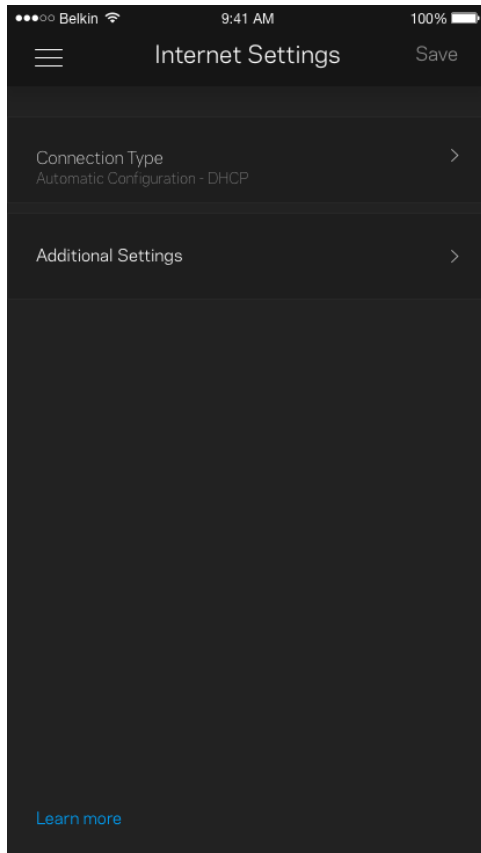 Belkin 9:41 AM 100%
Internet Settings Save
Connection Type
Automatic Configuration - DHCP
Additional Settings
Learn more